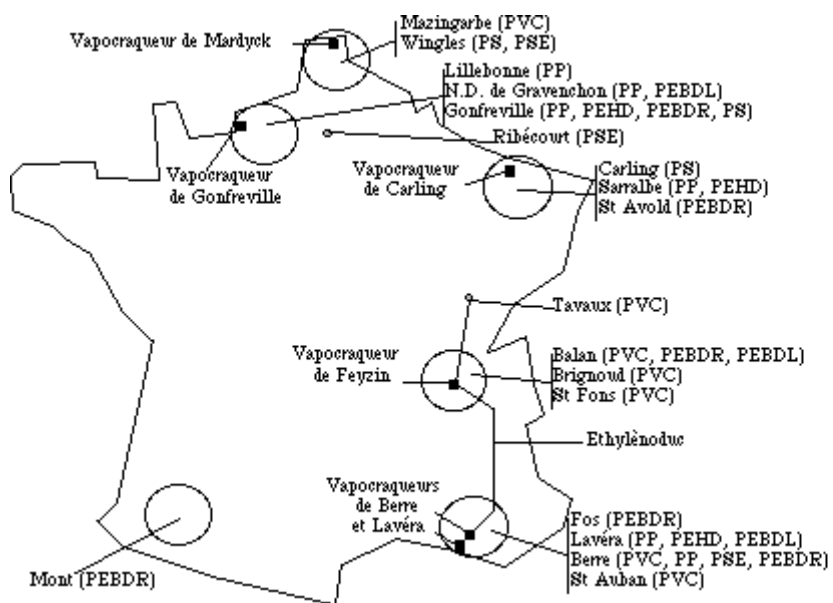 Vapocraqueur de Mardyck
Mazingarbe (PVC)
Wingles (PS, PSE)
Lillebonne (PP)
N.D. de Gravenchon (PP, PEBDL)
Gonfreville (PP, PEHD, PEBDR, PS)
Ribécourt (PSE)
Vapocraqueur
de Gonfreville
Vapocraqueur
de Carling
Carling (PS)
Sarralbe (PP, PEHD)
St Avold (PEBDR)
Tavaux (PVC)
Vapocraqueur
de Feyzin
Balan (PVC, PEBDR, PEBDL)
Brignoud (PVC)
St Fons (PVC)
Ethylènoduc
Vapocraqueurs
de Berre
et Lavéra
Fos (PEBDR)
Lavéra (PP, PEHD, PEBDL)
Berre (PVC, PP, PSE, PEBDR)
St Auban (PVC)
Mont (PEBDR)